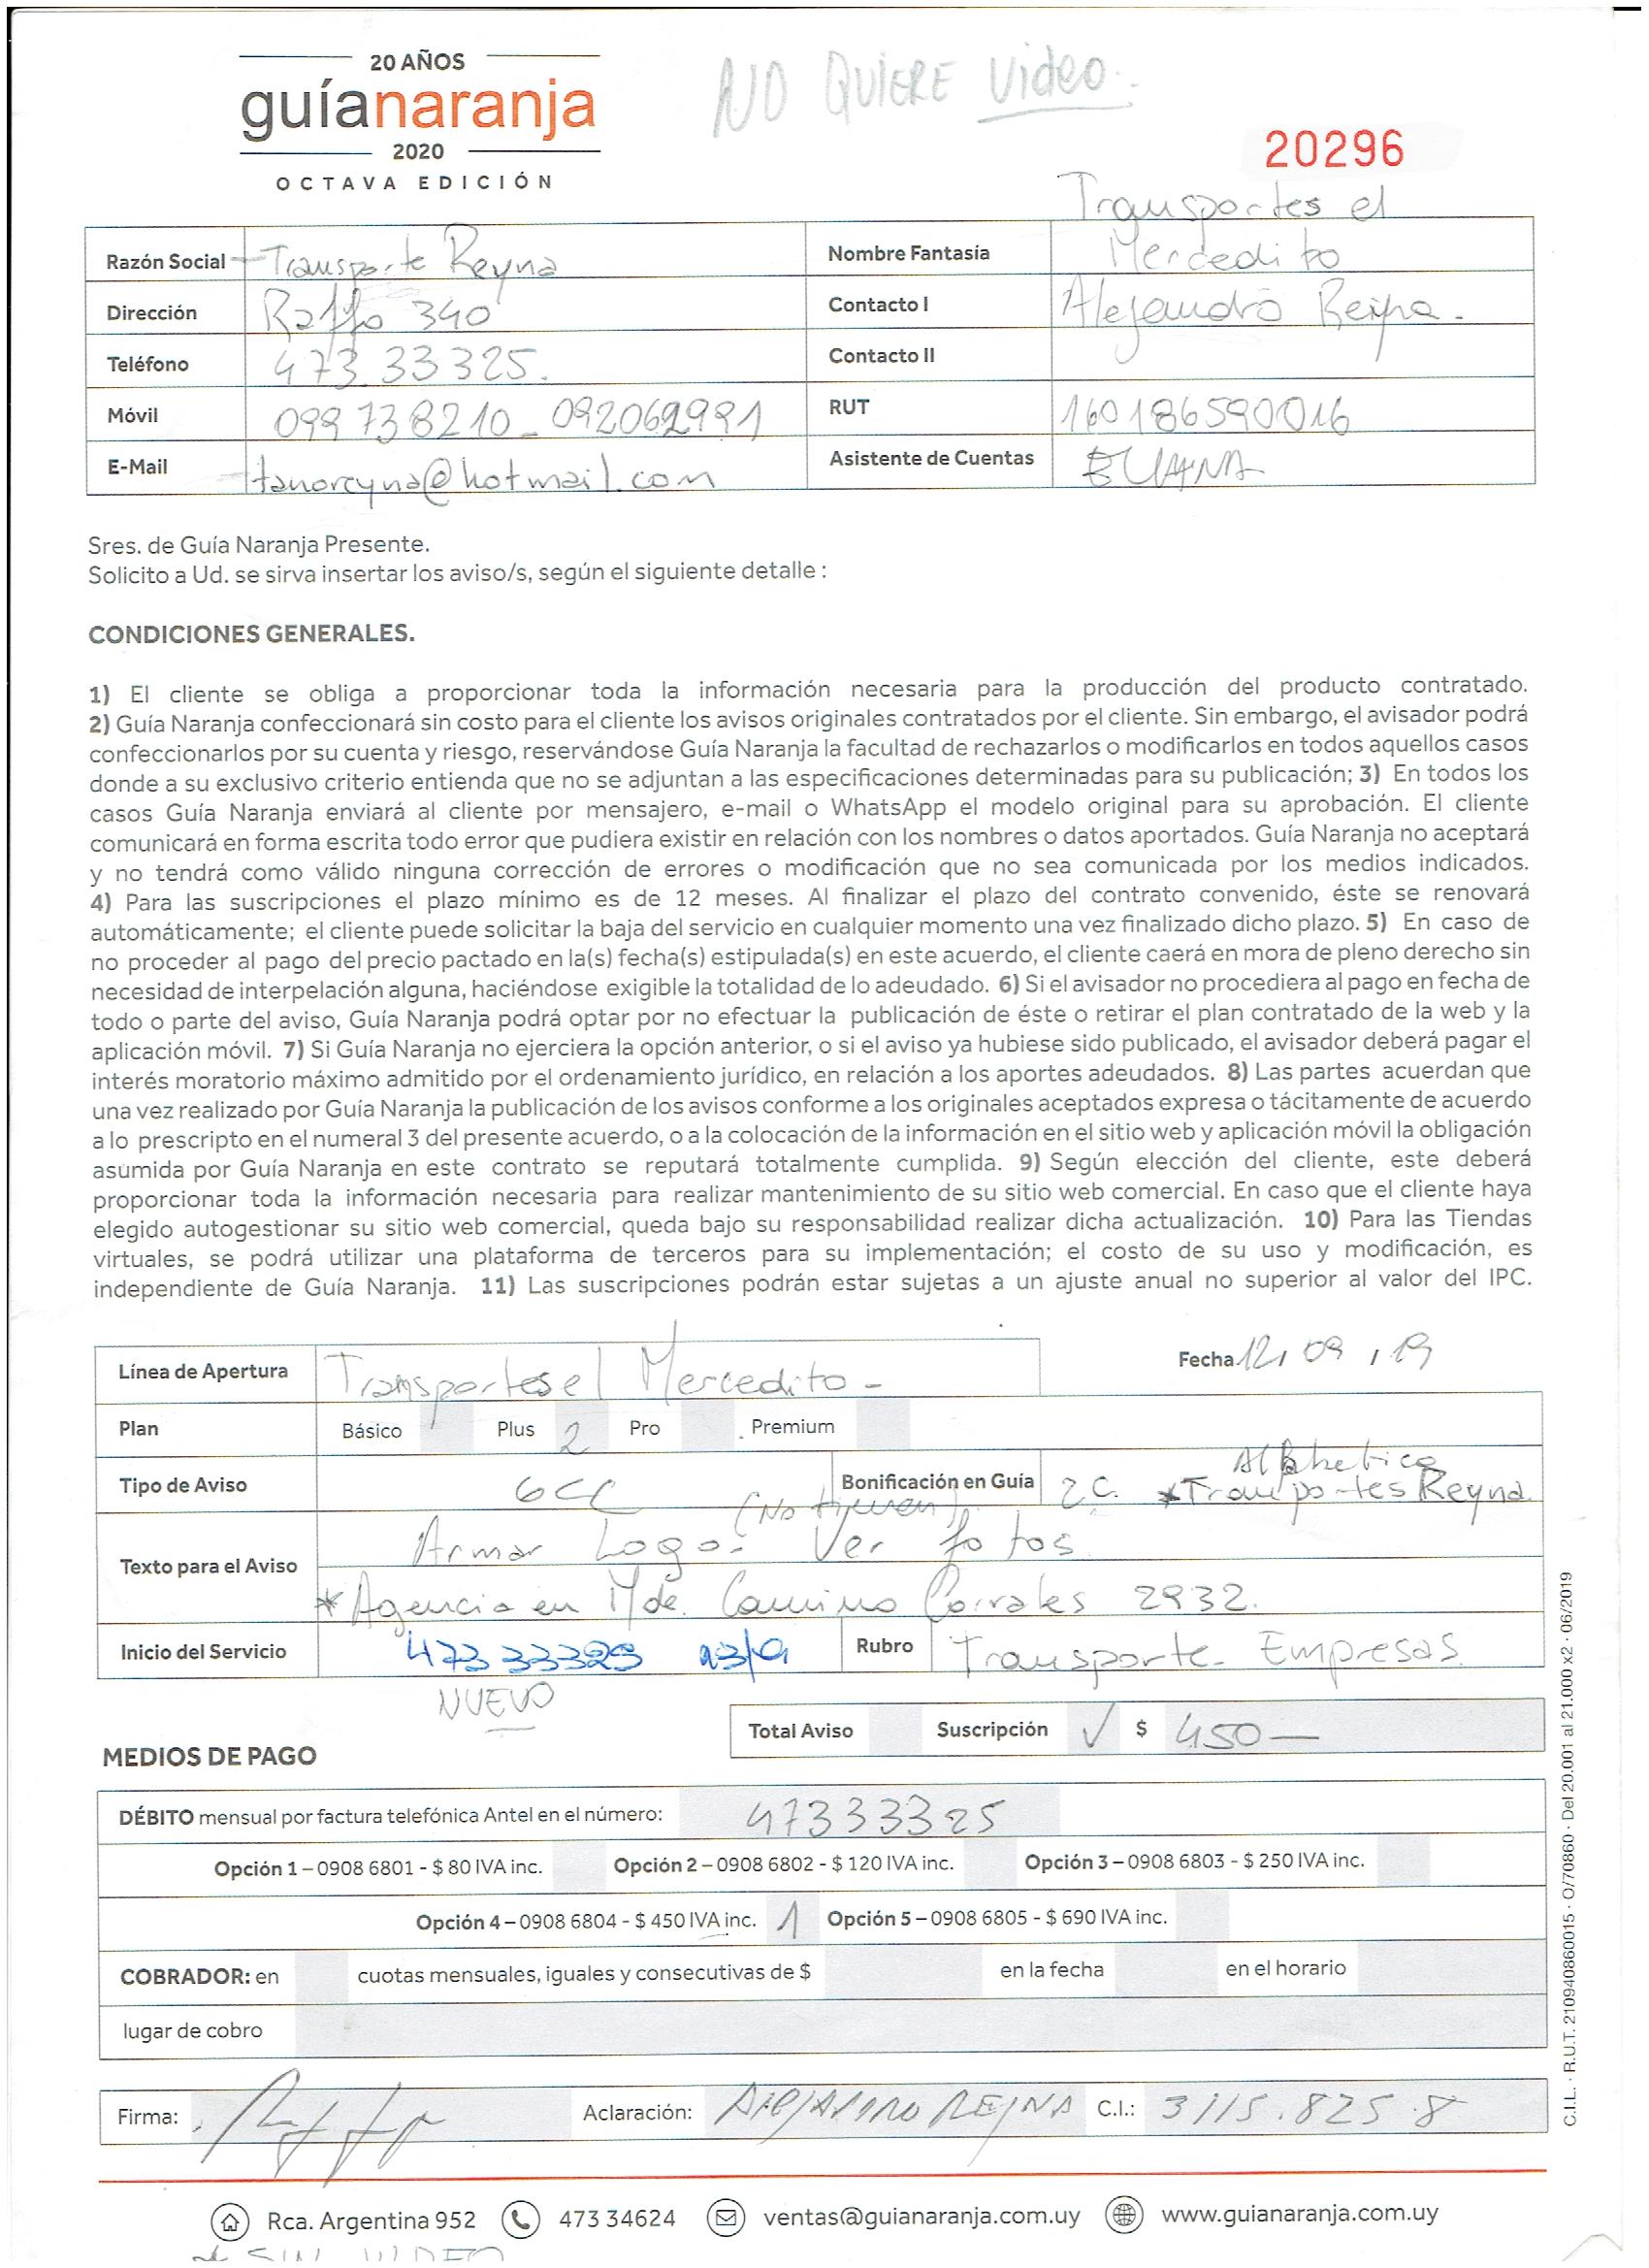 20 AÑOS
guíanaranja
2020
OCTAVA EDICIÓN
NO QUIERE video.
20296
Razón Social Transporte Reyna
Nombre Fantasía Transportes el Mercedito
Dirección Raffo 340
Contacto I Alejandro Reyna.
Teléfono 473 33325.
Contacto II
Móvil 099 738210 - 092062991
RUT 160186590016
E-Mail tanoreyna@hotmail.com
Asistente de Cuentas
Sres. de Guía Naranja Presente.
Solicito a Ud. se sirva insertar los aviso/s, según el siguiente detalle :
CONDICIONES GENERALES.
1) El cliente se obliga a proporcionar toda la información necesaria para la producción del producto contratado.
2) Guía Naranja confeccionará sin costo para el cliente los avisos originales contratados por el cliente. Sin embargo, el avisador podrá
confeccionarlos por su cuenta y riesgo, reservándose Guía Naranja la facultad de rechazarlos o modificarlos en todos aquellos casos
donde a su exclusivo criterio entienda que no se adjuntan a las especificaciones determinadas para su publicación; 3) En todos los
casos Guía Naranja enviará al cliente por mensajero, e-mail o WhatsApp el modelo original para su aprobación. El cliente
comunicará en forma escrita todo error que pudiera existir en relación con los nombres o datos aportados. Guía Naranja no aceptará
y no tendrá como válido ninguna corrección de errores o modificación que no sea comunicada por los medios indicados.
4) Para las suscripciones el plazo mínimo es de 12 meses. Al finalizar el plazo del contrato convenido, éste se renovará
automáticamente; el cliente puede solicitar la baja del servicio en cualquier momento una vez finalizado dicho plazo. 5) En caso de
no proceder al pago del precio pactado en la(s) fecha(s) estipulada(s) en este acuerdo, el cliente caerá en mora de pleno derecho sin
necesidad de interpelación alguna, haciéndose exigible la totalidad de lo adeudado. 6) Si el avisador no procediera al pago en fecha de
todo o parte del aviso, Guía Naranja podrá optar por no efectuar la publicación de éste o retirar el plan contratado de la web y la
aplicación móvil. 7) Si Guía Naranja no ejerciera la opción anterior, o si el aviso ya hubiese sido publicado, el avisador deberá pagar el
interés moratorio máximo admitido por el ordenamiento jurídico, en relación a los aportes adeudados. 8) Las partes acuerdan que
una vez realizado por Guía Naranja la publicación de los avisos conforme a los originales aceptados expresa o tácitamente de acuerdo
a lo prescripto en el numeral 3 del presente acuerdo, o a la colocación de la información en el sitio web y aplicación móvil la obligación
asumida por Guía Naranja en este contrato se reputará totalmente cumplida. 9) Según elección del cliente, este deberá
proporcionar toda la información necesaria para realizar mantenimiento de su sitio web comercial. En caso que el cliente haya
elegido autogestionar su sitio web comercial, queda bajo su responsabilidad realizar dicha actualización. 10) Para las Tiendas
virtuales, se podrá utilizar una plataforma de terceros para su implementación; el costo de su uso y modificación, es
independiente de Guía Naranja. 11) Las suscripciones podrán estar sujetas a un ajuste anual no superior al valor del IPC.
Línea de Apertura Transportes el Mercedito -
Fecha 12/ 09 / 19
Plan Básico Plus 2 Pro Premium
Tipo de Aviso 6CC
Bonificación en Guía 2C. Alfabetica *Transportes Reyna
Texto para el Aviso Armar Logo - (No tienen). Ver fotos
* Agencia en Mdeo. Camino Corrales 2932.
Inicio del Servicio 473 33325 23/9
Rubro Transporte - Empresas
NUEVO
Total Aviso Suscripción ✓ $ 450 —
MEDIOS DE PAGO
DÉBITO mensual por factura telefónica Antel en el número: 47333325
Opción 1 – 0908 6801 - $ 80 IVA inc. Opción 2 – 0908 6802 - $ 120 IVA inc. Opción 3 – 0908 6803 - $ 250 IVA inc.
Opción 4 – 0908 6804 - $ 450 IVA inc. 1 Opción 5 – 0908 6805 - $ 690 IVA inc.
COBRADOR: en cuotas mensuales, iguales y consecutivas de $ en la fecha en el horario
lugar de cobro
Firma: Aclaración: Alejandro REYNA C.I.: 3115.825 8
C.I.L. · R.U.T. 210940860015 · O/70860 · Del 20.001 al 21.000 x2 · 06/2019
Rca. Argentina 952 473 34624 ventas@guianaranja.com.uy www.guianaranja.com.uy
* SIN VIDEO